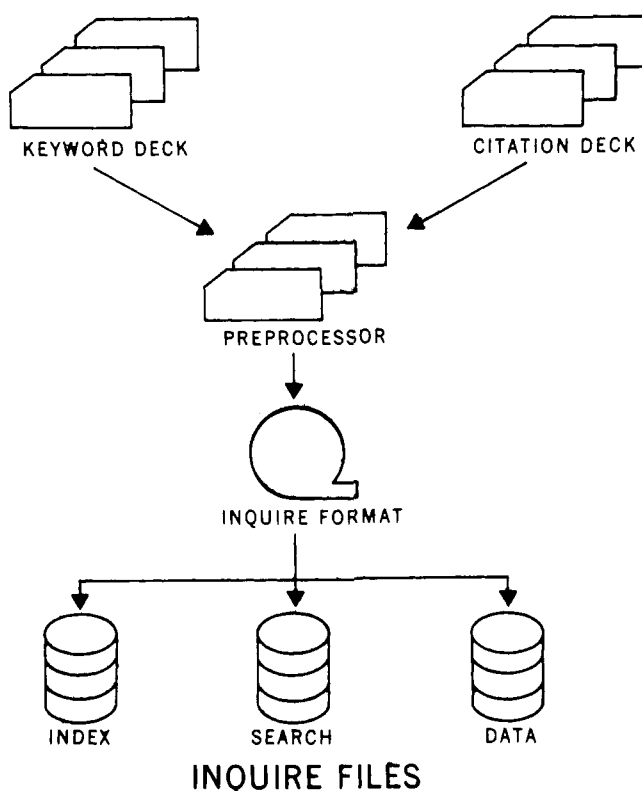 KEYWORD DECK
CITATION DECK
PREPROCESSOR
INQUIRE FORMAT
INDEX
SEARCH
DATA
INQUIRE FILES